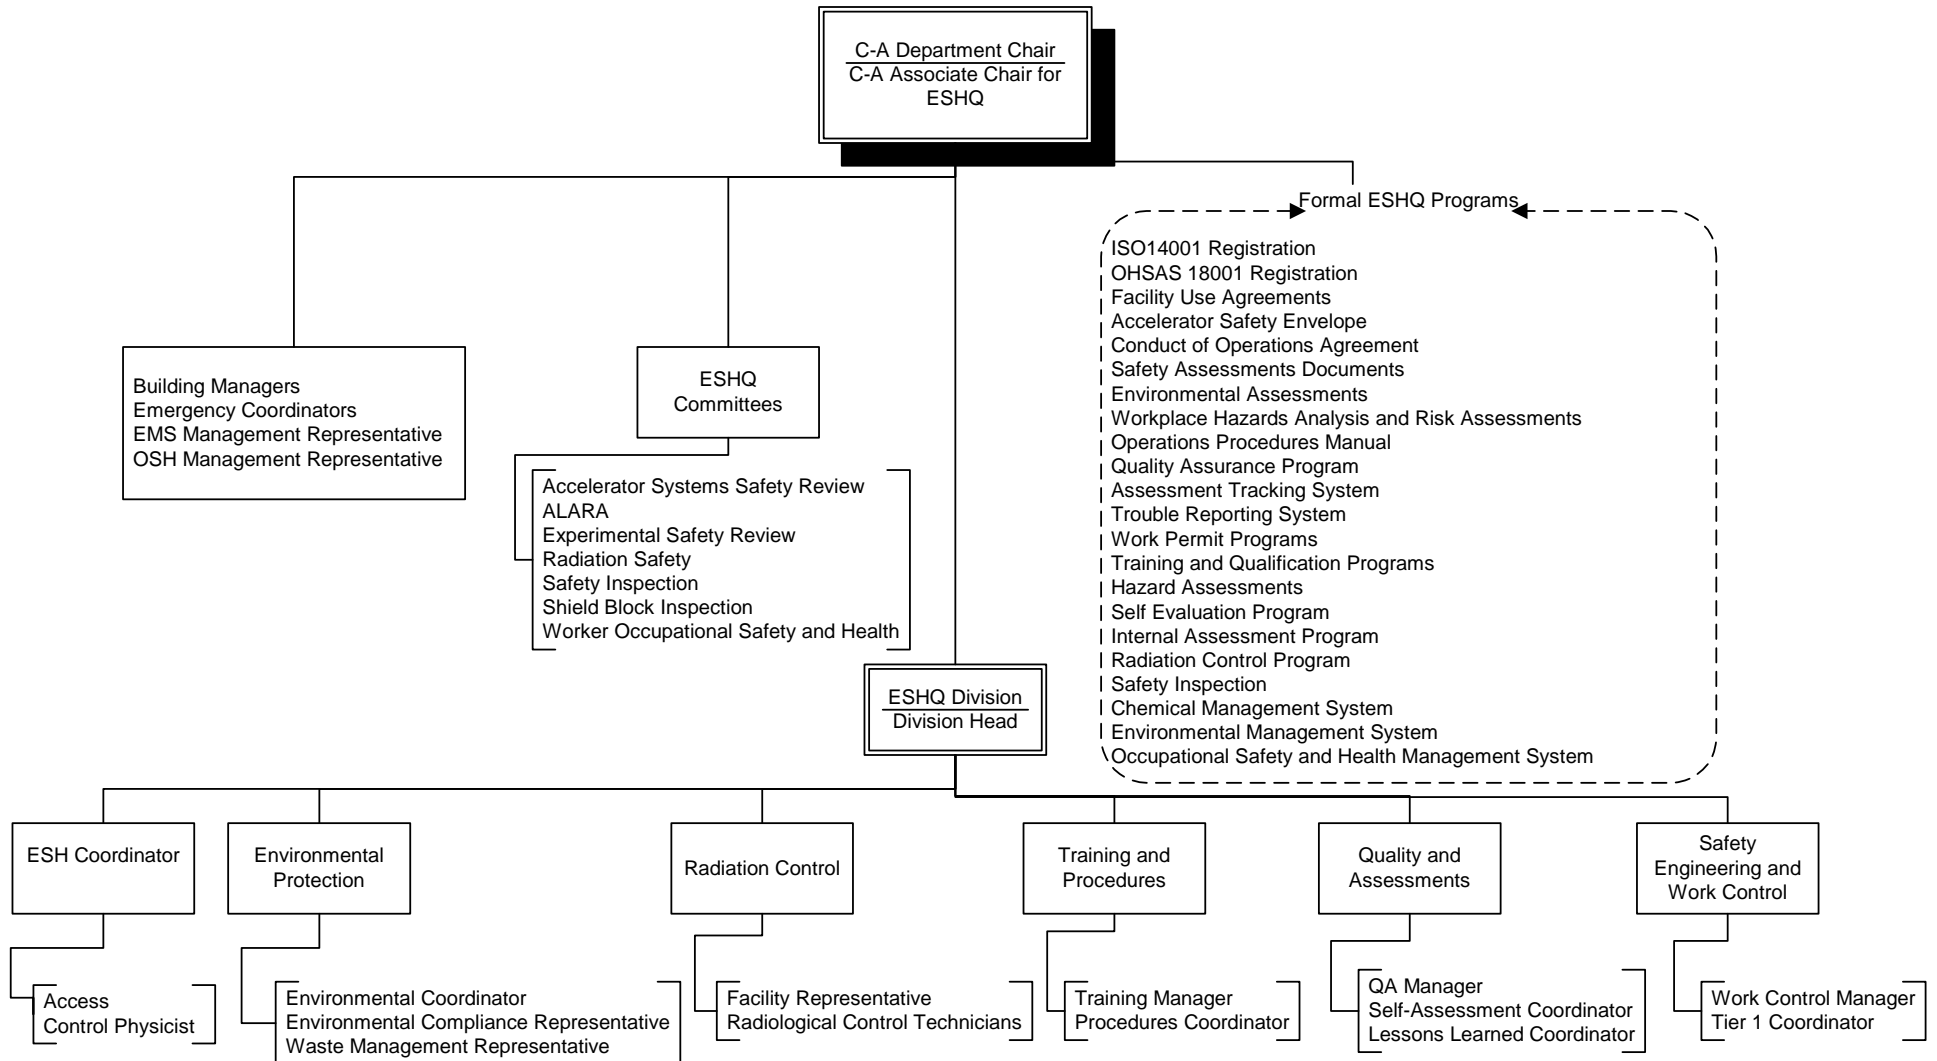 C-A Department Chair
C-A Associate Chair for
ESHQ
Formal ESHQ Programs
ISO14001 Registration
OHSAS 18001 Registration
Facility Use Agreements
Accelerator Safety Envelope
Conduct of Operations Agreement
Safety Assessments Documents
Environmental Assessments
Workplace Hazards Analysis and Risk Assessments
Operations Procedures Manual
Quality Assurance Program
Assessment Tracking System
Trouble Reporting System
Work Permit Programs
Training and Qualification Programs
Hazard Assessments
Self Evaluation Program
Internal Assessment Program
Radiation Control Program
Safety Inspection
Chemical Management System
Environmental Management System
Occupational Safety and Health Management System
Building Managers
Emergency Coordinators
EMS Management Representative
OSH Management Representative
ESHQ
Committees
Accelerator Systems Safety Review
ALARA
Experimental Safety Review
Radiation Safety
Safety Inspection
Shield Block Inspection
Worker Occupational Safety and Health
ESHQ Division
Division Head
ESH Coordinator
Access
Control Physicist
Environmental
Protection
Environmental Coordinator
Environmental Compliance Representative
Waste Management Representative
Radiation Control
Facility Representative
Radiological Control Technicians
Training and
Procedures
Training Manager
Procedures Coordinator
Quality and
Assessments
QA Manager
Self-Assessment Coordinator
Lessons Learned Coordinator
Safety
Engineering and
Work Control
Work Control Manager
Tier 1 Coordinator